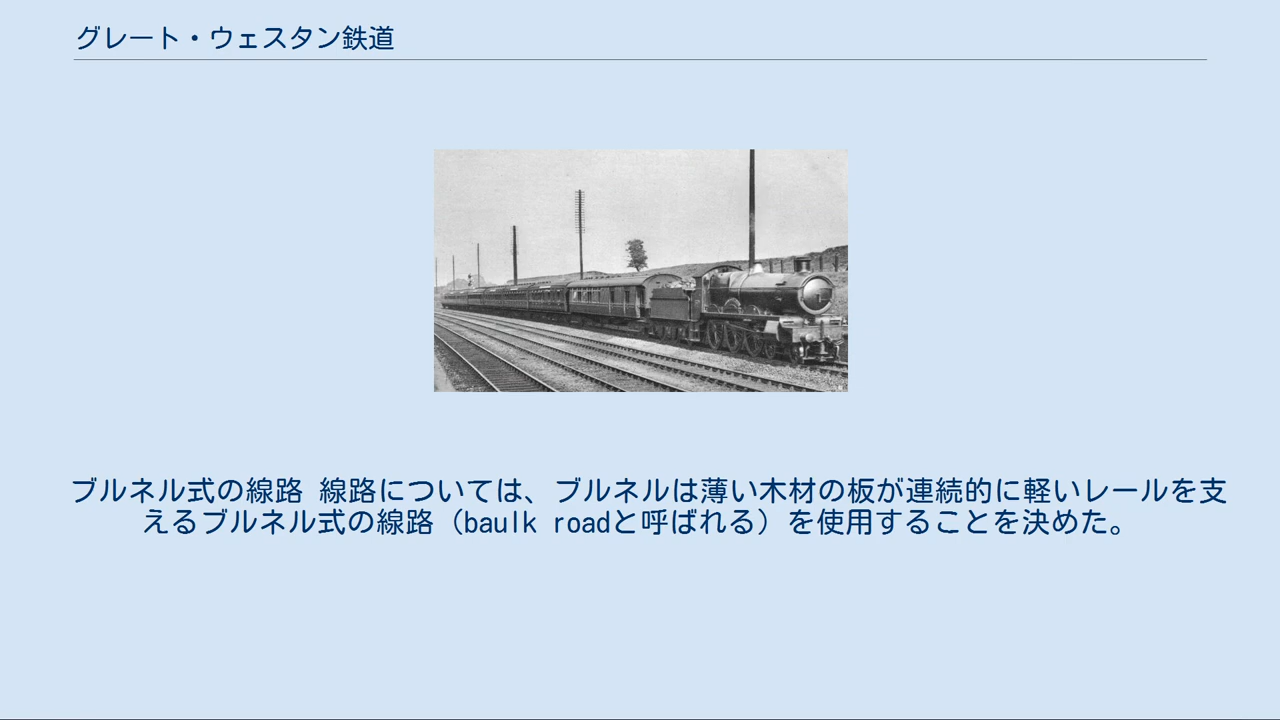 グレート・ウェスタン鉄道
ブルネル式の線路 線路については、ブルネルは薄い木材の板が連続的に軽いレールを支
えるブルネル式の線路（baulk roadと呼ばれる）を使用することを決めた。